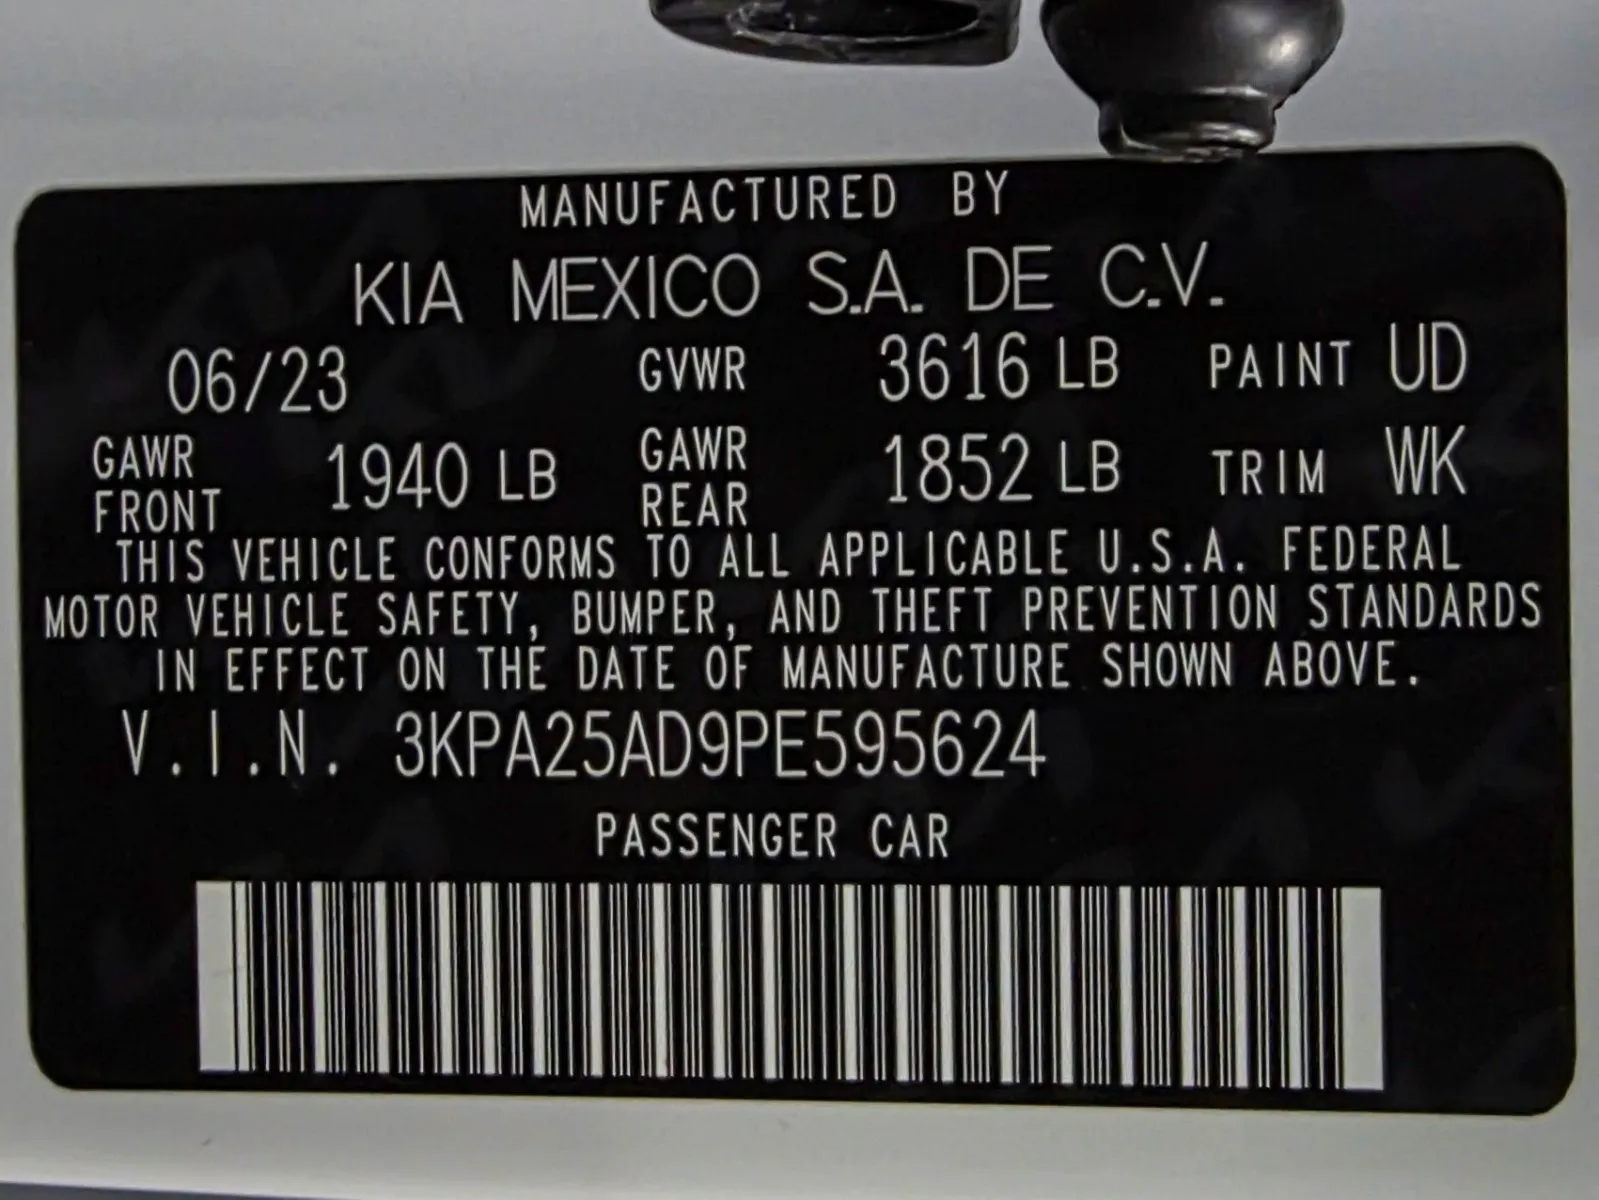 MANUFACTURED BY
KIA MEXICO S.A. DE C.V.
06/23 GVWR 3616 LB PAINT UD
GAWR FRONT 1940 LB GAWR REAR 1852 LB TRIM WK
THIS VEHICLE CONFORMS TO ALL APPLICABLE U.S.A. FEDERAL
MOTOR VEHICLE SAFETY, BUMPER, AND THEFT PREVENTION STANDARDS
IN EFFECT ON THE DATE OF MANUFACTURE SHOWN ABOVE.
V.I.N. 3KPA25AD9PE595624
PASSENGER CAR